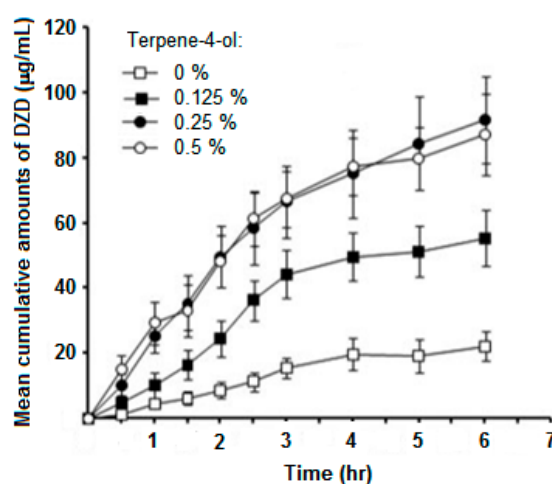 Mean cumulative amounts of DZD (μg/mL)
120
100
80
60
40
20
Terpene-4-ol:
0 %
0.125 %
0.25 %
0.5 %
1 2 3 4 5 6 7
Time (hr)